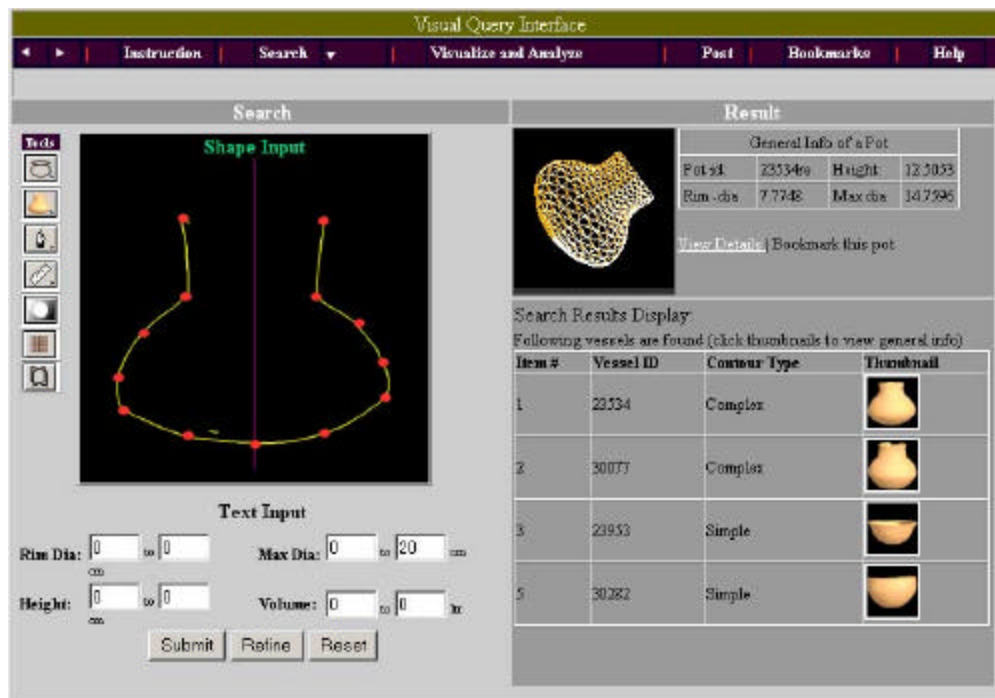 Visual Query Interface
Instruction Search Visualize and Analyze Post Bookmarks Help
Search
Result
Tools
Shape Input
General Info of a Pot
Pot id: 23534re Height: 12.5053
Rim-dia 7.7748 Max dia 14.7596
View Details | Bookmark this pot
Search Results Display:
Following vessels are found (click thumbnails to view general info)
Item # Vessel ID Contour Type Thumbnail
1 23534 Complex
2 30077 Complex
3 23953 Simple
5 30282 Simple
Text Input
Rim Dia: 0 to 0 cm Max Dia: 0 to 20 cm
Height: 0 to 0 cm Volume: 0 to 0 ltr
Submit Refine Reset